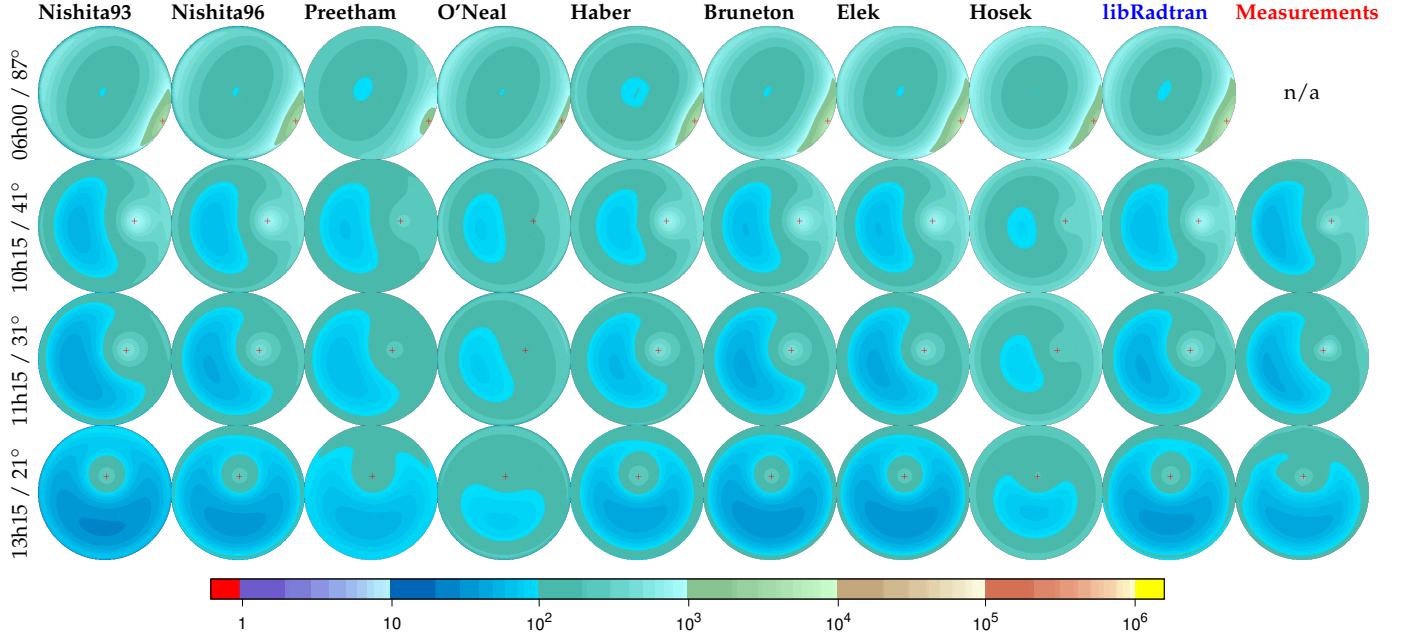 Nishita93 Nishita96 Preetham O'Neal Haber Bruneton Elek Hosek libRadtran Measurements
06h00 / 87°
n/a
10h15 / 41°
11h15 / 31°
13h15 / 21°
1 10 10² 10³ 10⁴ 10⁵ 10⁶